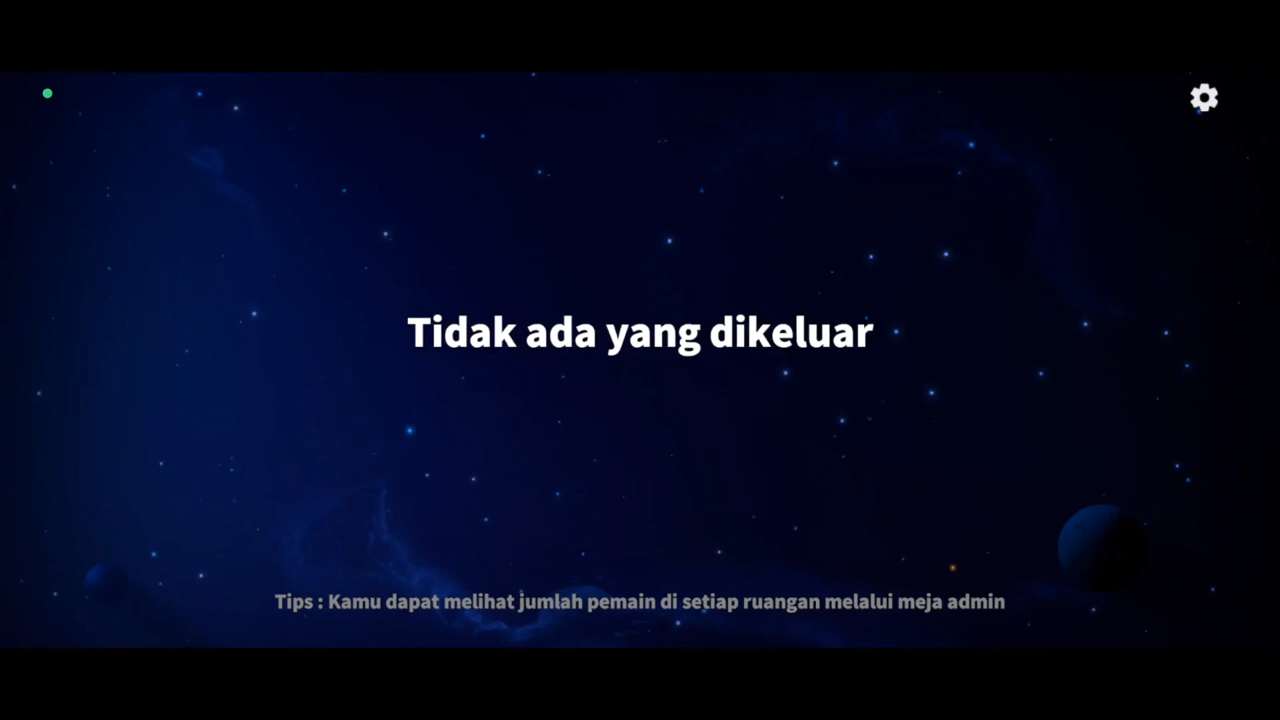 Tidak ada yang dikeluar
Tips : Kamu dapat melihat jumlah pemain di setiap ruangan melalui meja admin